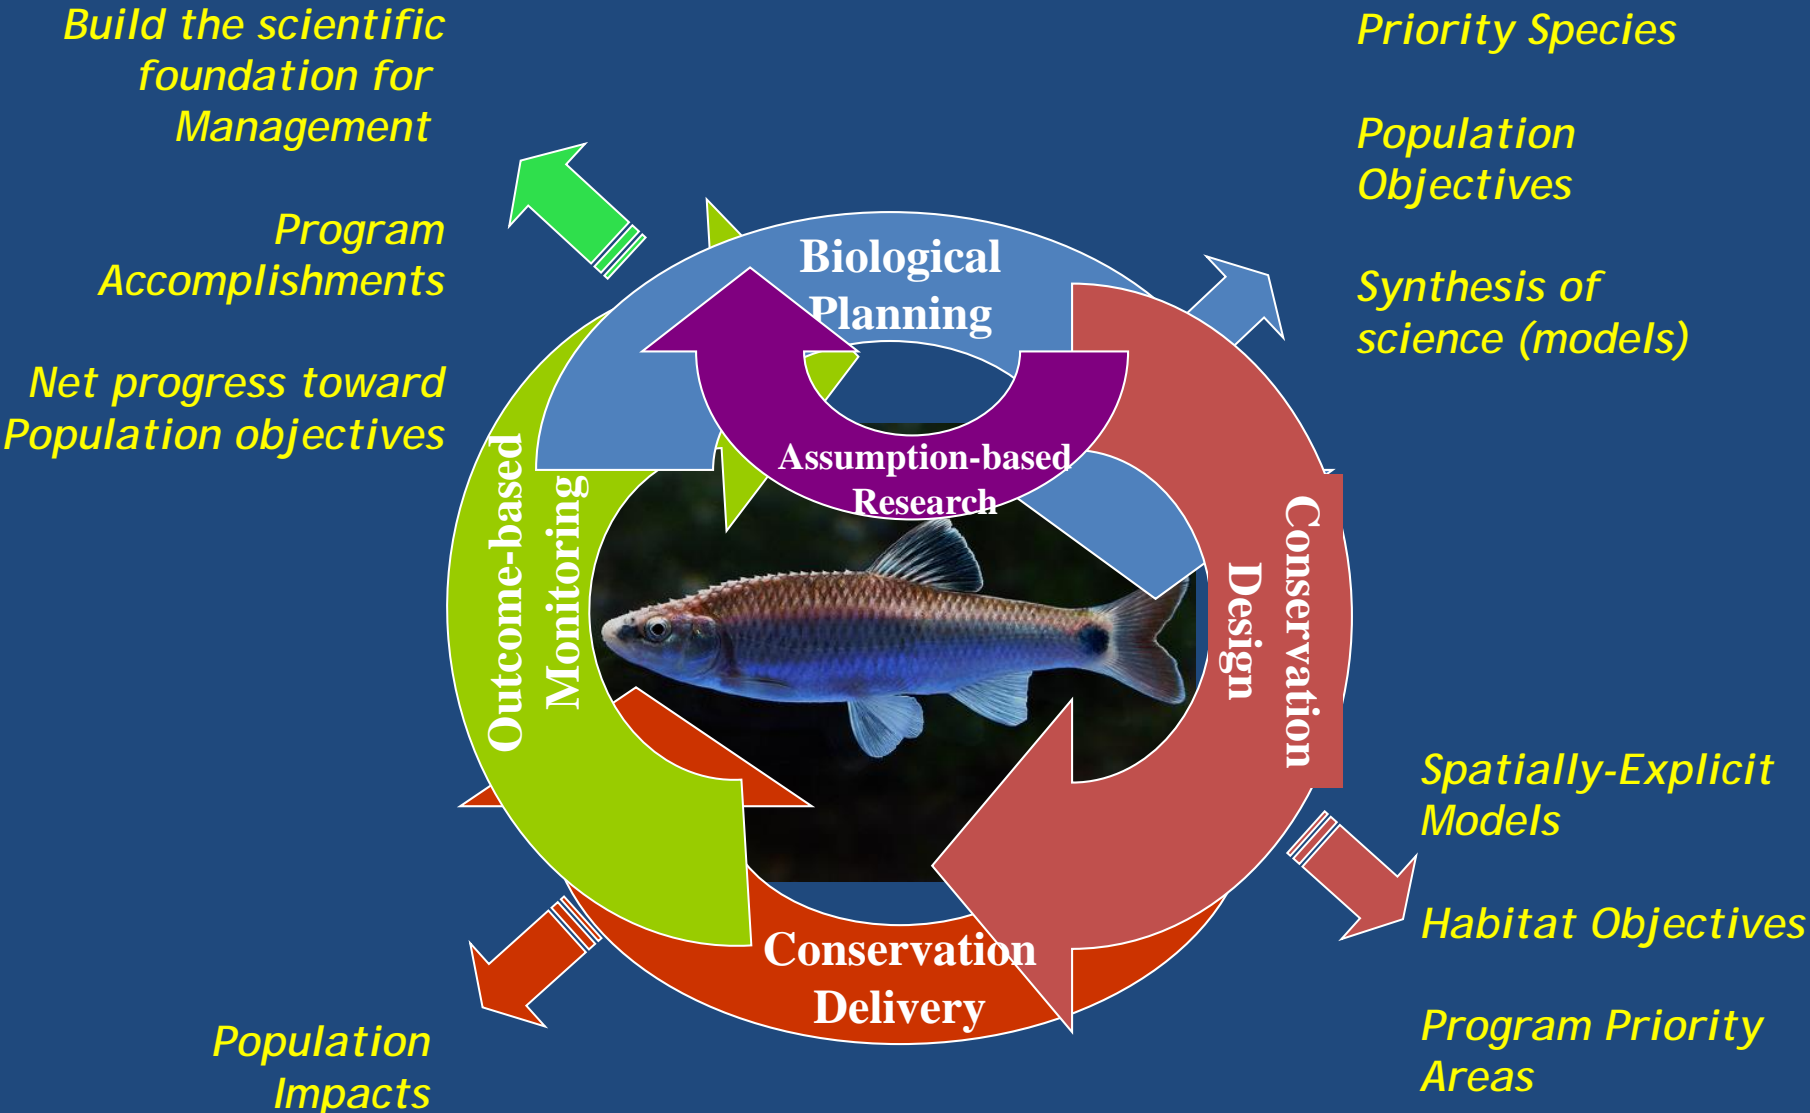 Build the scientific
foundation for
Management
Program
Accomplishments
Net progress toward
Population objectives
Priority Species
Population
Objectives
Synthesis of
science (models)
Biological
Planning
Assumption-based
Research
Outcome-based
Monitoring
Conservation
Design
Conservation
Delivery
Spatially-Explicit
Models
Habitat Objectives
Program Priority
Areas
Population
Impacts